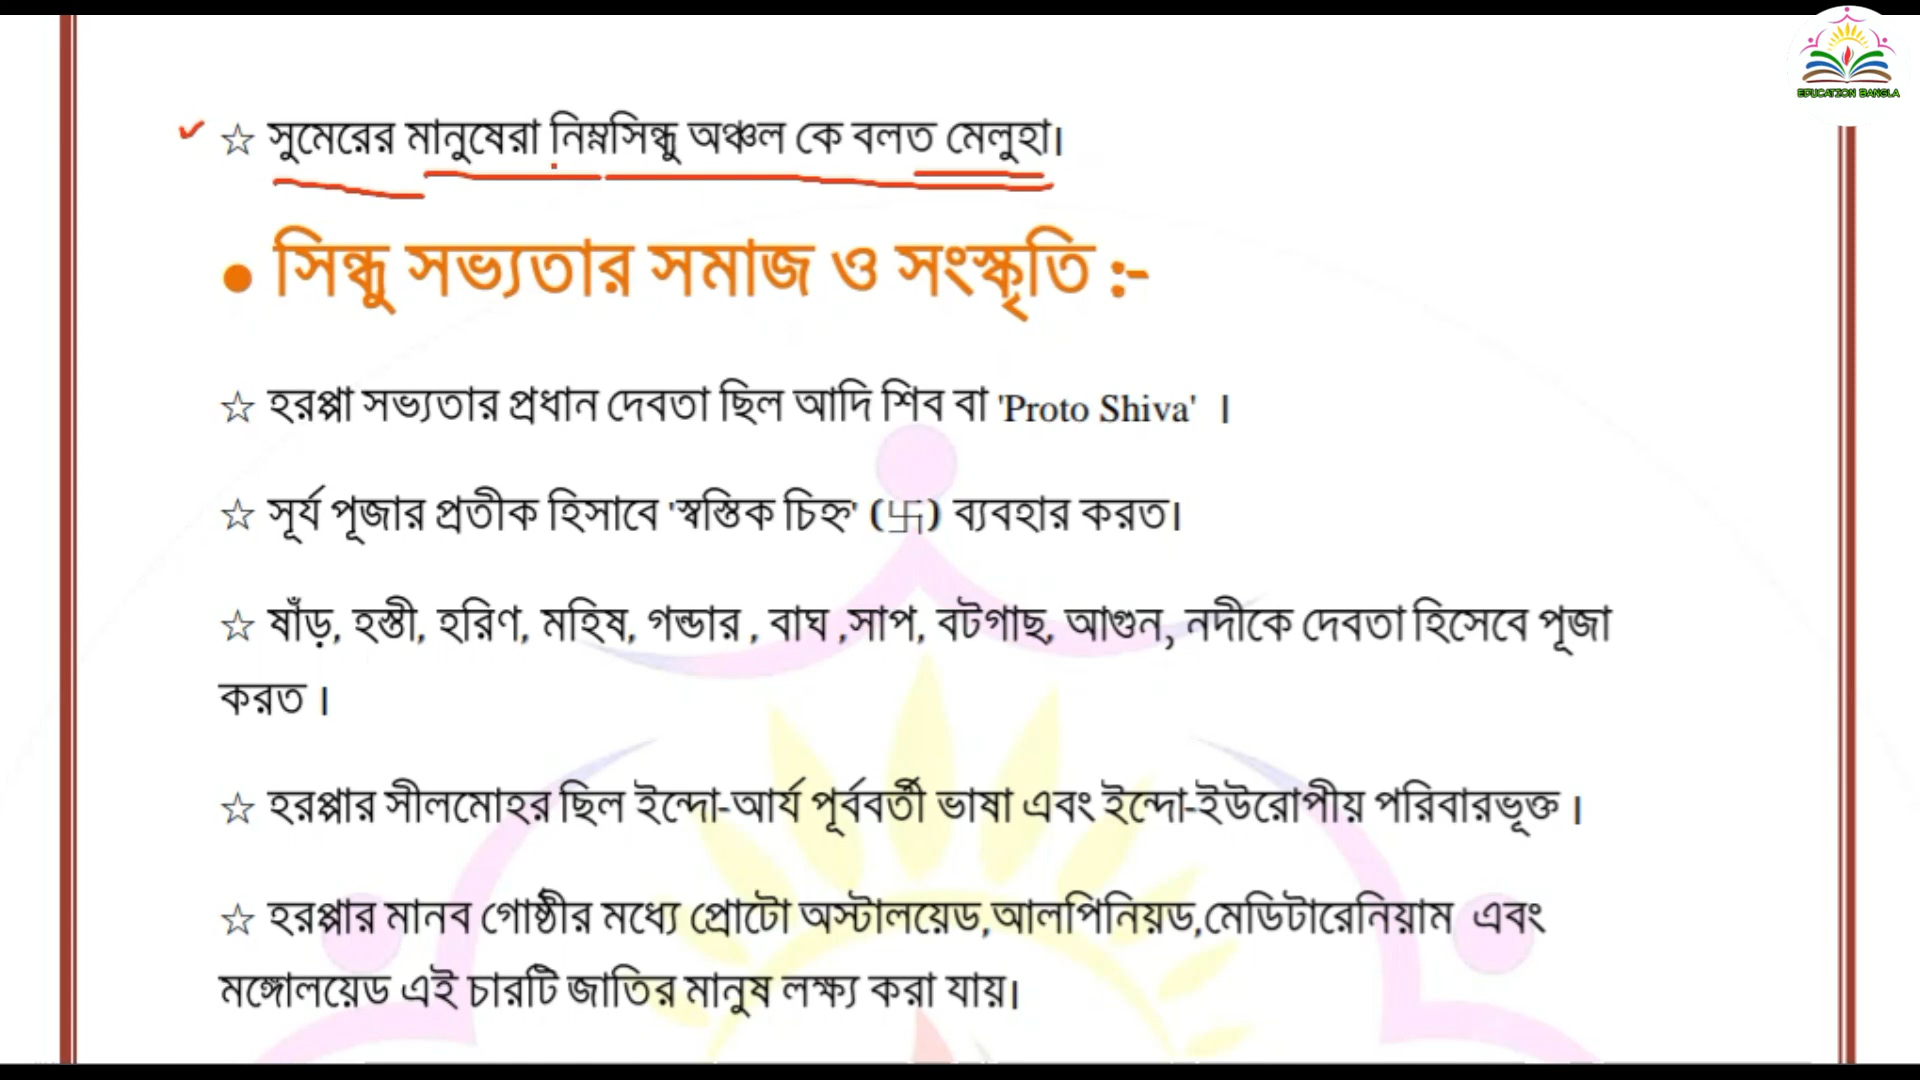 EDUCATION BANGLA
☆ সুমেরের মানুষেরা নিম্নসিন্ধু অঞ্চল কে বলত মেলুহা।
● সিন্ধু সভ্যতার সমাজ ও সংস্কৃতি :-
☆ হরপ্পা সভ্যতার প্রধান দেবতা ছিল আদি শিব বা 'Proto Shiva' ।
☆ সূর্য পূজার প্রতীক হিসাবে 'স্বস্তিক চিহ্ন' (卐) ব্যবহার করত।
☆ ষাঁড়, হস্তী, হরিণ, মহিষ, গন্ডার , বাঘ ,সাপ, বটগাছ, আগুন, নদীকে দেবতা হিসেবে পূজা
করত ।
☆ হরপ্পার সীলমোহর ছিল ইন্দো-আর্য পূর্ববর্তী ভাষা এবং ইন্দো-ইউরোপীয় পরিবারভূক্ত ।
☆ হরপ্পার মানব গোষ্ঠীর মধ্যে প্রোটো অস্টালয়েড,আলপিনিয়ড,মেডিটারেনিয়াম এবং
মঙ্গোলয়েড এই চারটি জাতির মানুষ লক্ষ্য করা যায়।